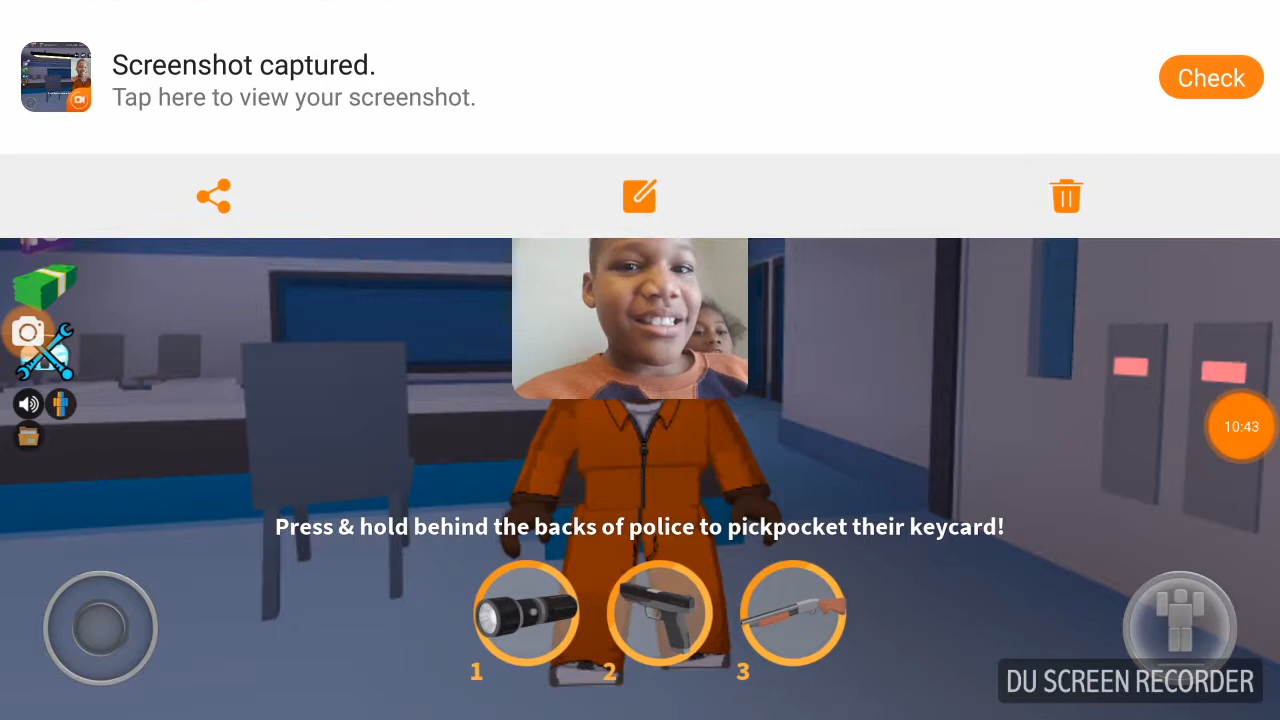 Screenshot captured.
Tap here to view your screenshot.
Check
10:43
Press & hold behind the backs of police to pickpocket their keycard!
1 2 3
DU SCREEN RECORDER